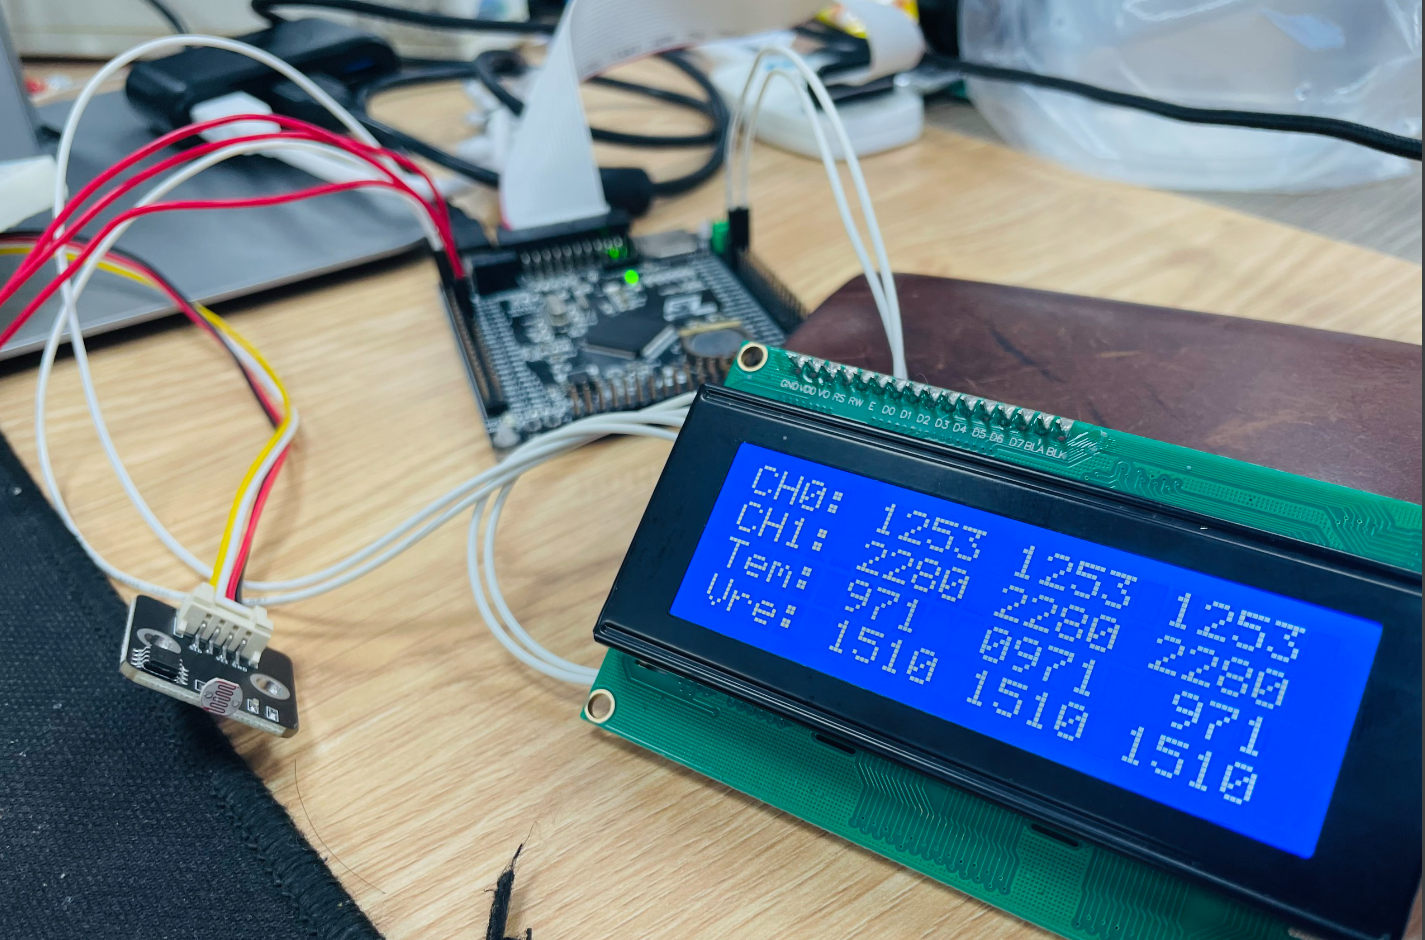 GND VDD VO RS RW E D0 D1 D2 D3 D4 D5 D6 D7 BLA BLK
CH0: 1253 1253 1253
CH1: 2280 2280 2280
Tem: 971 0971 971
Vre: 1510 1510 1510